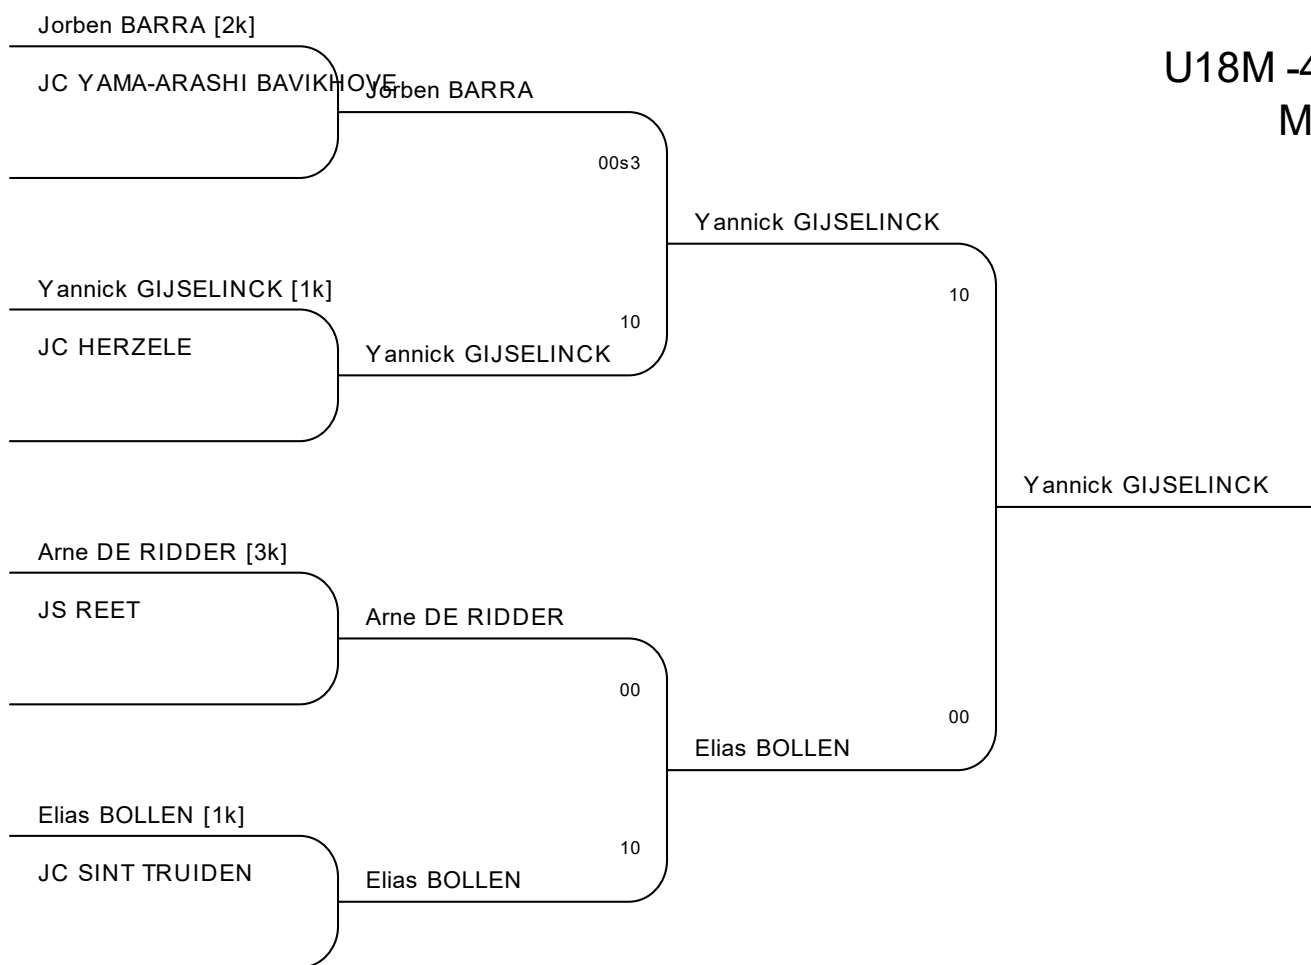 Jorben BARRA [2k]
U18M -4
JC YAMA-ARASHI BAVIKHOVE
Jorben BARRA
M
00s3
Yannick GIJSELINCK
Yannick GIJSELINCK [1k]
10
10
JC HERZELE
Yannick GIJSELINCK
Yannick GIJSELINCK
Arne DE RIDDER [3k]
JS REET
Arne DE RIDDER
00
00
Elias BOLLEN
Elias BOLLEN [1k]
10
JC SINT TRUIDEN
Elias BOLLEN